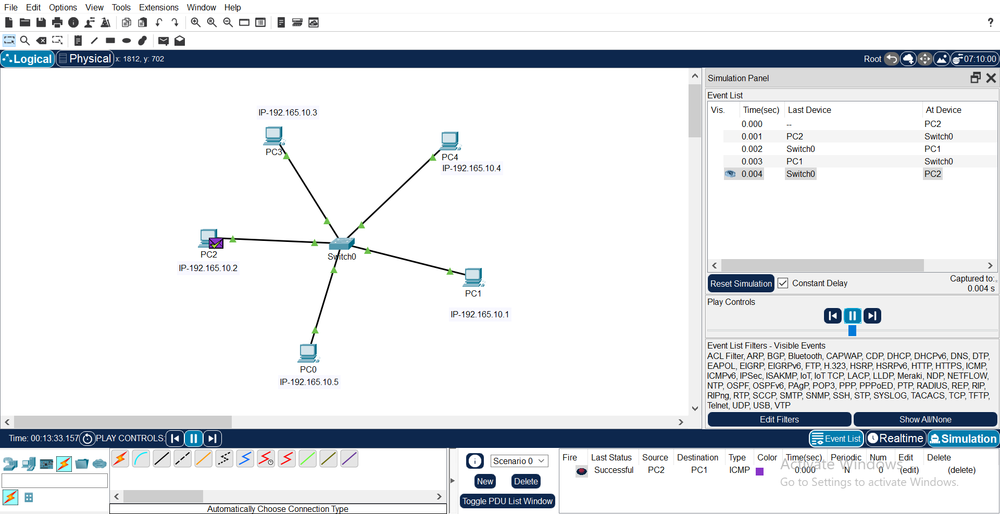 File Edit Options View Tools Extensions Window Help
?
Logical Physical x: 1812, y: 702 Root 07:10:00
IP-192.165.10.3
PC3
PC4
IP-192.165.10.4
PC2
IP-192.165.10.2
Switch0
PC1
IP-192.165.10.1
PC0
IP-192.165.10.5
Simulation Panel
Event List
Vis. Time(sec) Last Device At Device
0.000 -- PC2
0.001 PC2 Switch0
0.002 Switch0 PC1
0.003 PC1 Switch0
0.004 Switch0 PC2
Reset Simulation Constant Delay Captured to:
0.004 s
Play Controls
Event List Filters - Visible Events
ACL Filter, ARP, BGP, Bluetooth, CAPWAP, CDP, DHCP, DHCPv6, DNS, DTP,
EAPOL, EIGRP, EIGRPv6, FTP, H.323, HSRP, HSRPv6, HTTP, HTTPS, ICMP,
ICMPv6, IPSec, ISAKMP, IoT, IoT TCP, LACP, LLDP, Meraki, NDP, NETFLOW,
NTP, OSPF, OSPFv6, PAgP, POP3, PPP, PPPoED, PTP, RADIUS, REP, RIP,
RIPng, RTP, SCCP, SMTP, SNMP, SSH, STP, SYSLOG, TACACS, TCP, TFTP,
Telnet, UDP, USB, VTP
Edit Filters Show All/None
Time: 00:13:33.157 PLAY CONTROLS: Event List Realtime Simulation
Automatically Choose Connection Type
Scenario 0
New Delete
Toggle PDU List Window
Fire Last Status Source Destination Type Color Time(sec) Periodic Num Edit Delete
Successful PC2 PC1 ICMP 0.000 N 0 (edit) (delete)
Activate Windows
Go to Settings to activate Windows.